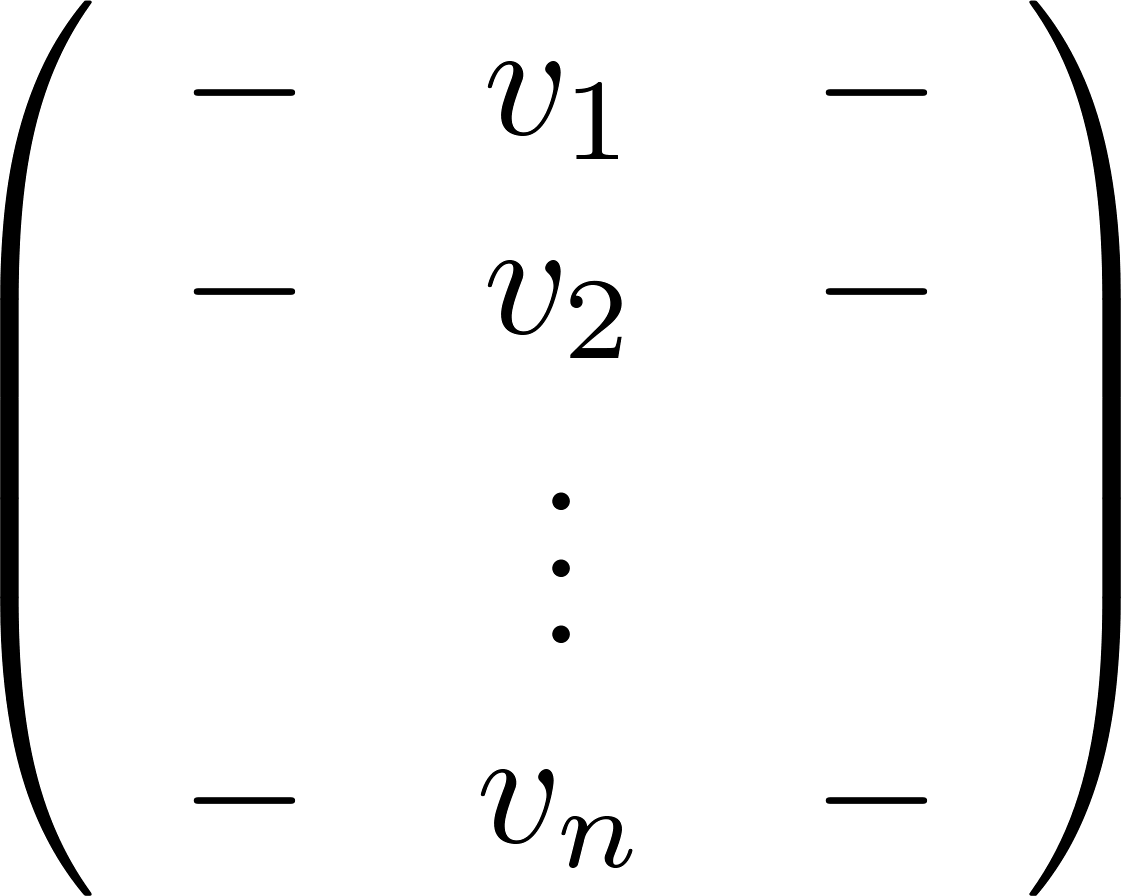 — v₁ —
— v₂ —
⋮
— vₙ —